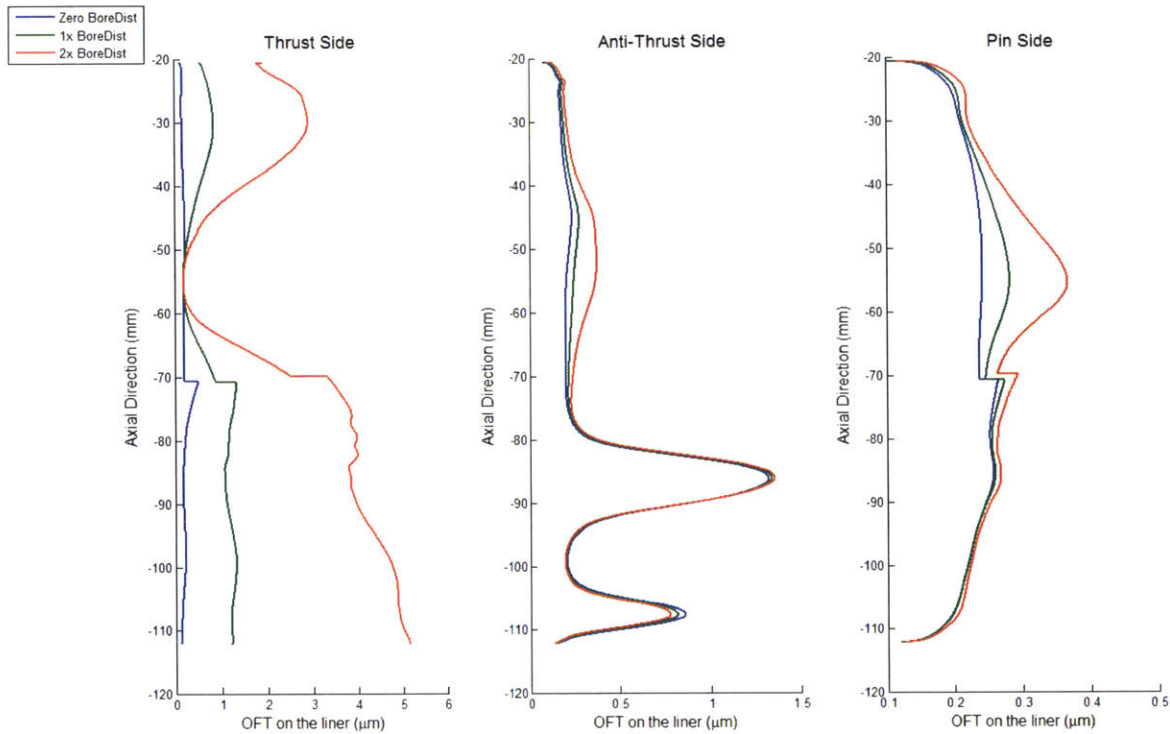 Zero BoreDist
1x BoreDist
2x BoreDist
Thrust Side
-20
-30
-40
-50
-60
-70
-80
-90
-100
-110
-120
Axial Direction (mm)
0 1 2 3 4 5 6
OFT on the liner (μm)
Anti-Thrust Side
-20
-30
-40
-50
-60
-70
-80
-90
-100
-110
-120
Axial Direction (mm)
0 0.5 1 1.5
OFT on the liner (μm)
Pin Side
-20
-30
-40
-50
-60
-70
-80
-90
-100
-110
-120
Axial Direction (mm)
0.1 0.2 0.3 0.4 0.5
OFT on the liner (μm)